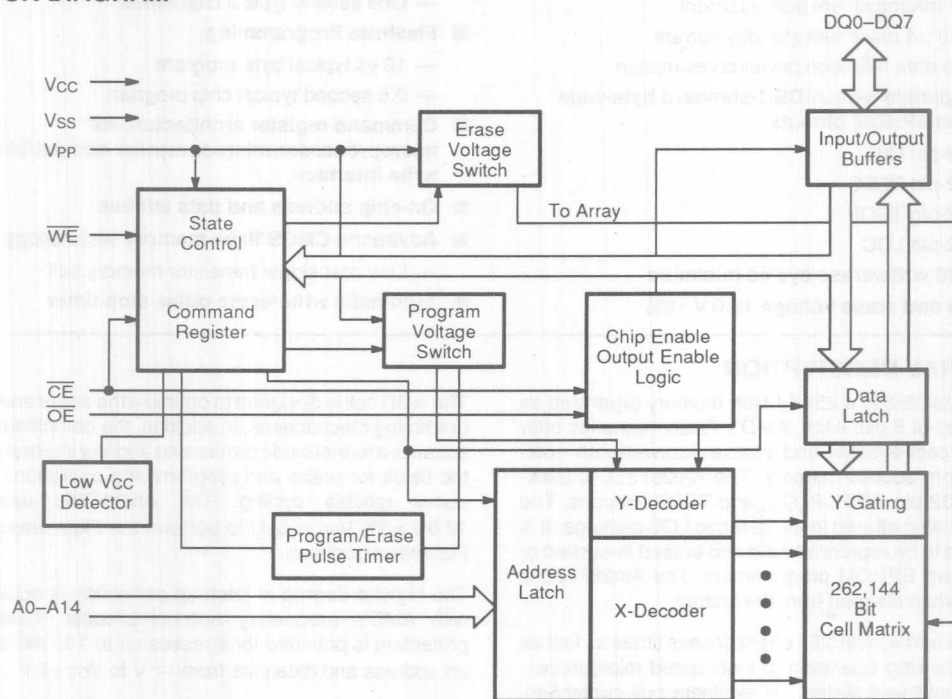 DQ0–DQ7
VCC
VSS
VPP
Erase
Voltage
Switch
Input/Output
Buffers
To Array
WE
State
Control
Command
Register
Program
Voltage
Switch
Chip Enable
Output Enable
Logic
CE
OE
Data
Latch
Low VCC
Detector
Program/Erase
Pulse Timer
Y-Decoder
Y-Gating
Address
Latch
X-Decoder
262,144
Bit
Cell Matrix
A0–A14